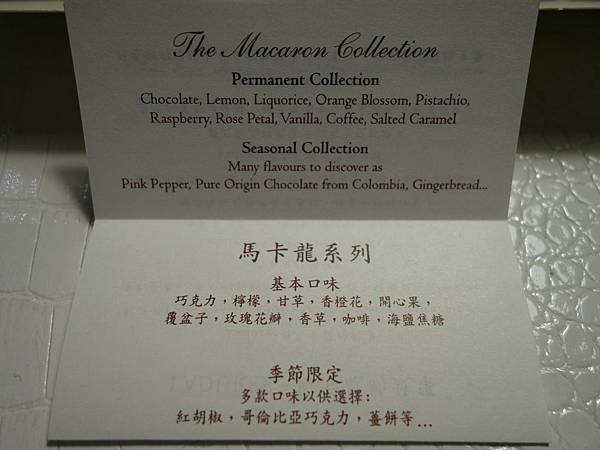 The Macaron Collection
Permanent Collection
Chocolate, Lemon, Liquorice, Orange Blossom, Pistachio,
Raspberry, Rose Petal, Vanilla, Coffee, Salted Caramel
Seasonal Collection
Many flavours to discover as
Pink Pepper, Pure Origin Chocolate from Colombia, Gingerbread...
馬卡龍系列
基本口味
巧克力，檸檬，甘草，香橙花，開心果，
覆盆子，玫瑰花瓣，香草，咖啡，海鹽焦糖
季節限定
多款口味以供選擇:
紅胡椒，哥倫比亞巧克力，薑餅等...